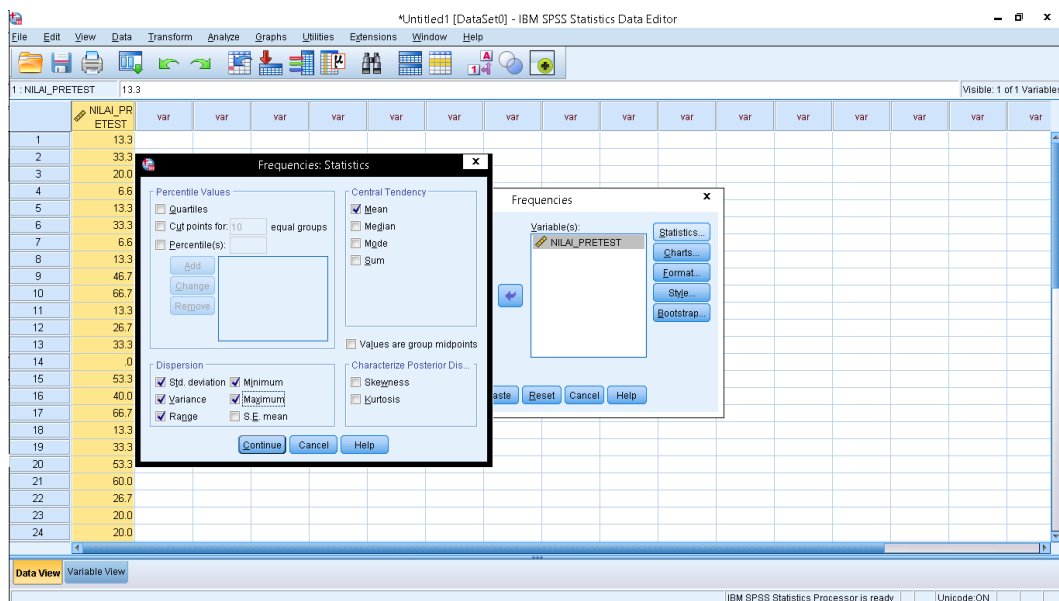 *Untitled1 [DataSet0] - IBM SPSS Statistics Data Editor
File Edit View Data Transform Analyze Graphs Utilities Extensions Window Help
1 : NILAI_PRETEST 13.3 Visible: 1 of 1 Variables
NILAI_PRETEST var var var var var var var var var var var var var var var var
1 13.3
2 33.3
3 20.0
4 6.6
5 13.3
6 33.3
7 6.6
8 13.3
9 46.7
10 66.7
11 13.3
12 26.7
13 33.3
14 .0
15 53.3
16 40.0
17 66.7
18 13.3
19 33.3
20 53.3
21 60.0
22 26.7
23 20.0
24 20.0
Frequencies: Statistics
Percentile Values
Quartiles
Cut points for: 10 equal groups
Percentile(s):
Add
Change
Remove
Central Tendency
Mean
Median
Mode
Sum
Values are group midpoints
Dispersion
Std. deviation Minimum
Variance Maximum
Range S.E. mean
Characterize Posterior Dis...
Skewness
Kurtosis
Continue Cancel Help
Frequencies
Variable(s):
NILAI_PRETEST
Statistics...
Charts...
Format...
Style...
Bootstrap...
aste Reset Cancel Help
Data View Variable View
IBM SPSS Statistics Processor is ready Unicode:ON